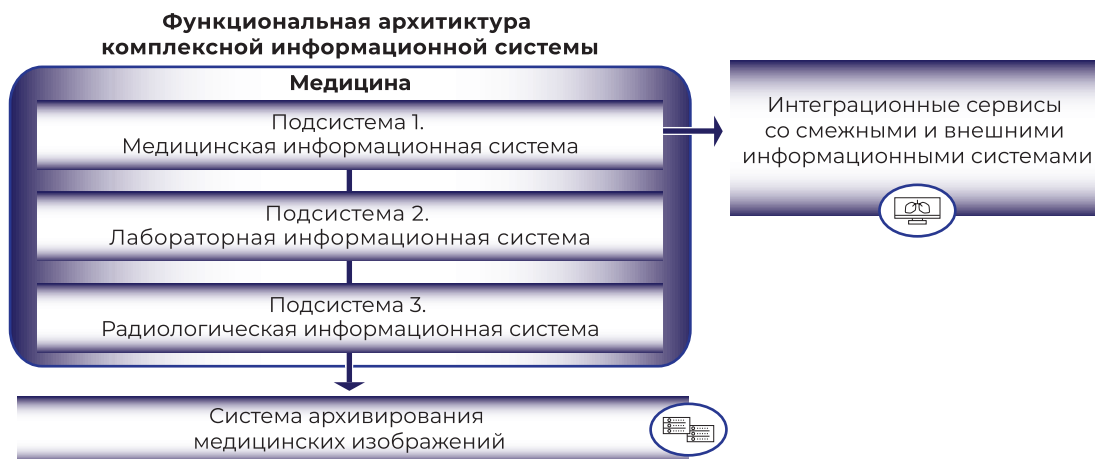 Функциональная архитиктура
комплексной информационной системы
Медицина
Подсистема 1.
Медицинская информационная система
Подсистема 2.
Лабораторная информационная система
Подсистема 3.
Радиологическая информационная система
Система архивирования
медицинских изображений
Интеграционные сервисы
со смежными и внешними
информационными системами